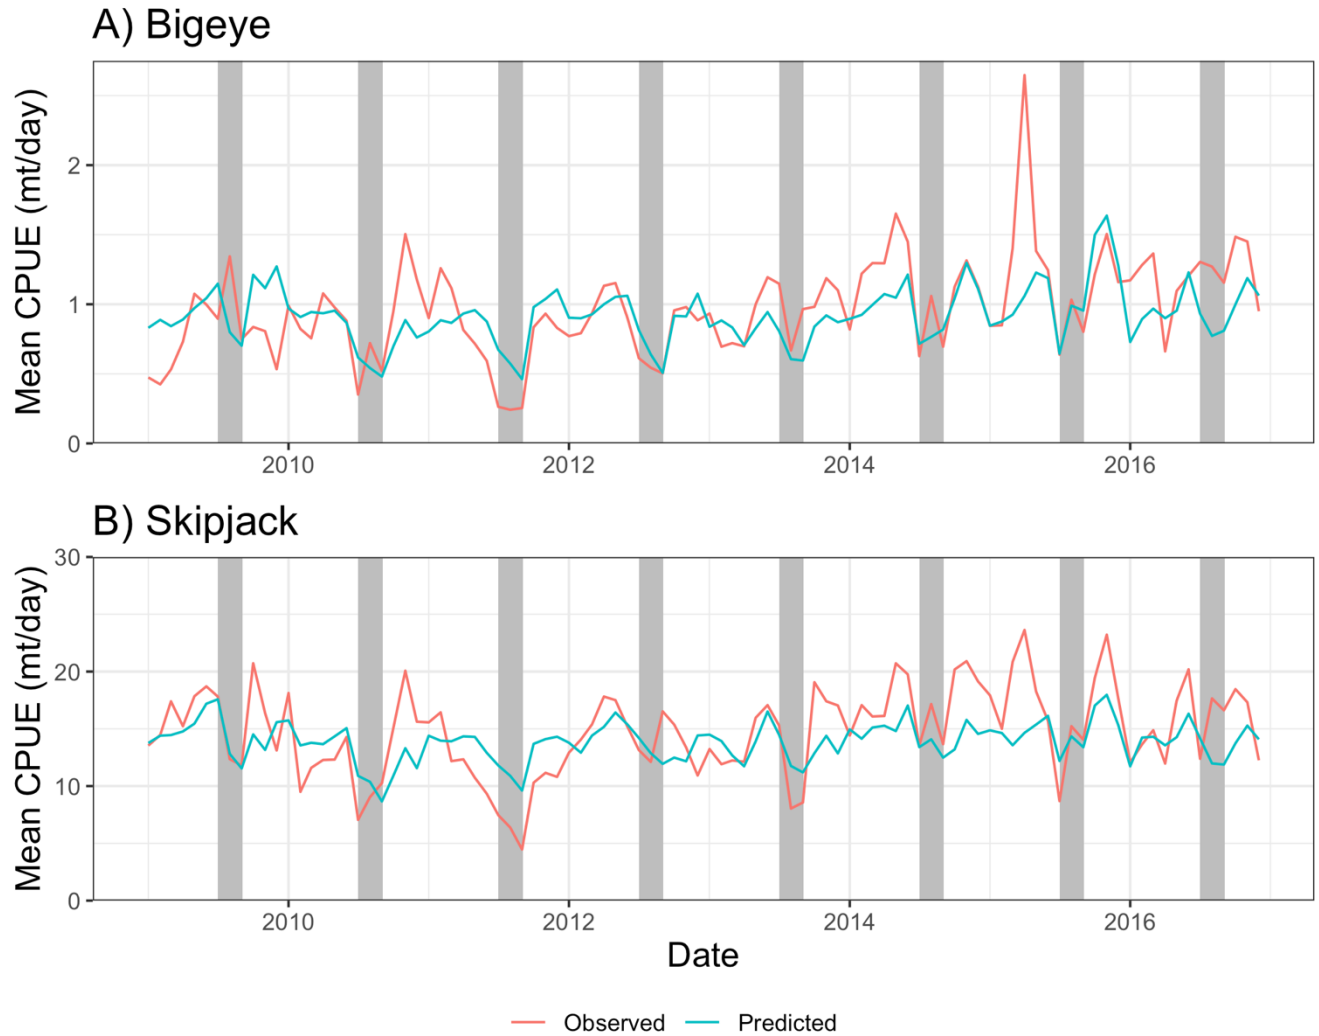 A) Bigeye
Mean CPUE (mt/day)
2
1
0
2010 2012 2014 2016
B) Skipjack
Mean CPUE (mt/day)
30
20
10
0
2010 2012 2014 2016
Date
Observed Predicted